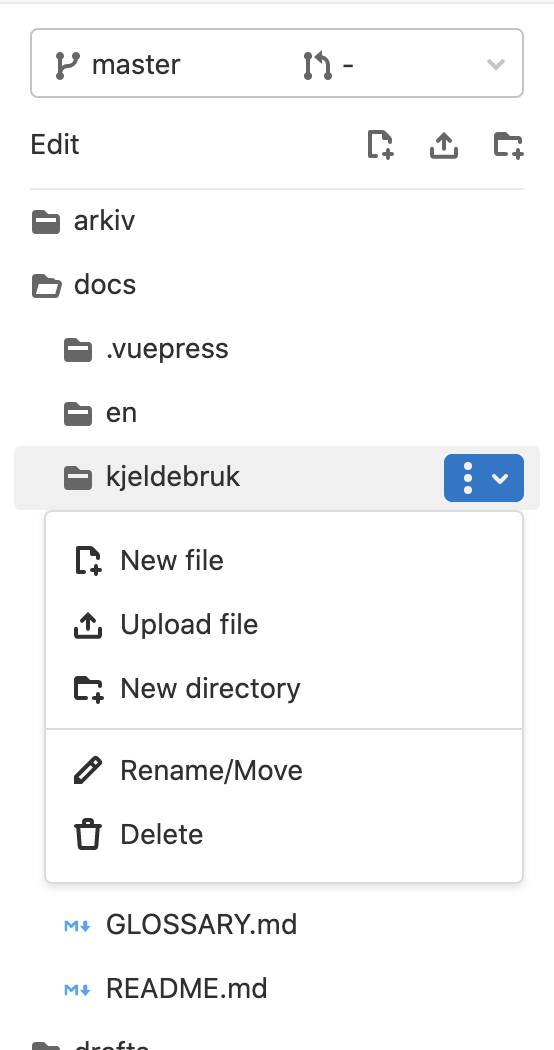 master -
Edit
arkiv
docs
.vuepress
en
kjeldebruk
New file
Upload file
New directory
Rename/Move
Delete
M↓ GLOSSARY.md
M↓ README.md
drafts